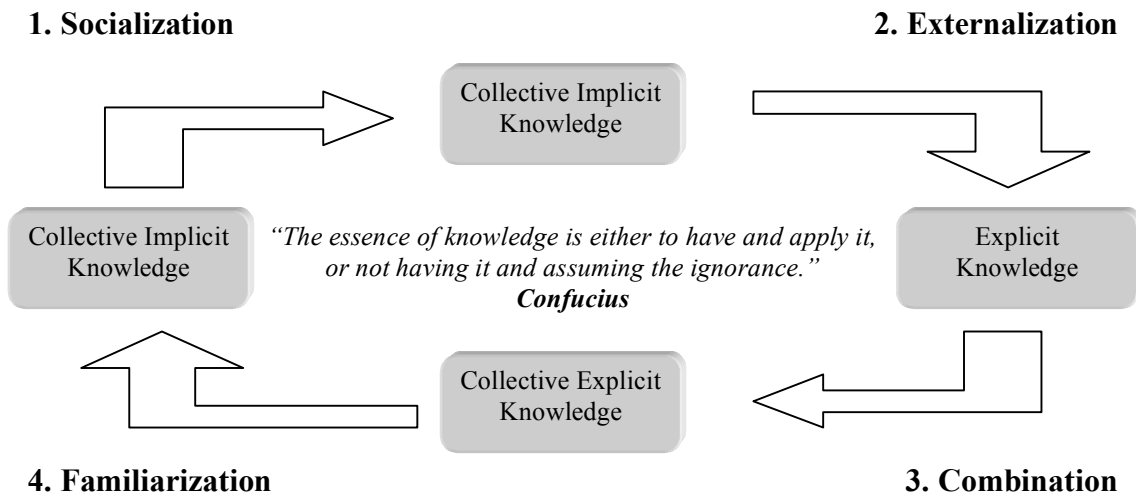 1. Socialization
2. Externalization
Collective Implicit
Knowledge
Collective Implicit
Knowledge
“The essence of knowledge is either to have and apply it,
or not having it and assuming the ignorance.”
Confucius
Explicit
Knowledge
Collective Explicit
Knowledge
4. Familiarization
3. Combination